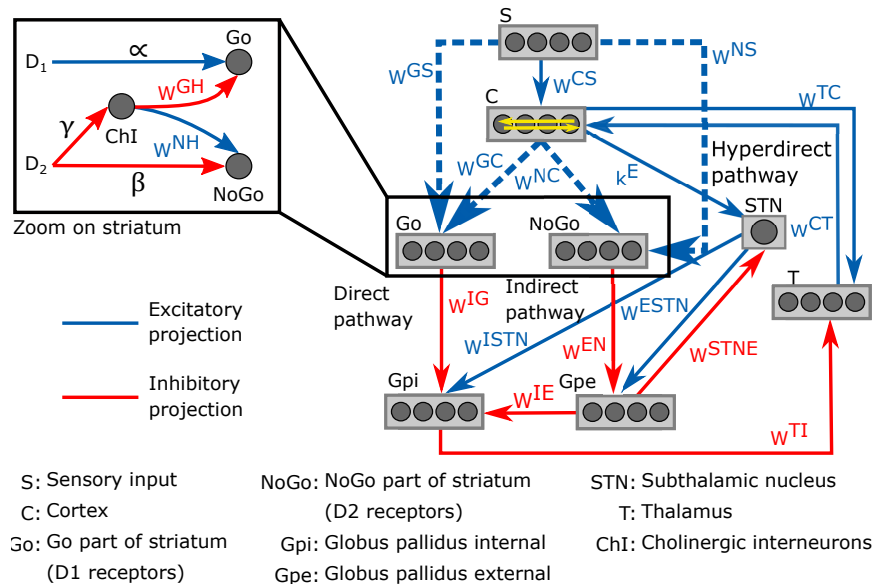 Go
D1
α
W^GH
ChI
γ
W^NH
D2
β
NoGo
Zoom on striatum
S
W^GS
W^NS
W^CS
C
W^TC
W^GC
W^NC
k^E
Hyperdirect
pathway
STN
W^CT
Go
NoGo
T
Direct
pathway
W^IG
Indirect
pathway
W^ESTN
W^ISTN
W^EN
W^STNE
Gpi
Gpe
W^IE
W^TI
Excitatory
projection
Inhibitory
projection
S: Sensory input
C: Cortex
Go: Go part of striatum
(D1 receptors)
NoGo: NoGo part of striatum
(D2 receptors)
Gpi: Globus pallidus internal
Gpe: Globus pallidus external
STN: Subthalamic nucleus
T: Thalamus
ChI: Cholinergic interneurons